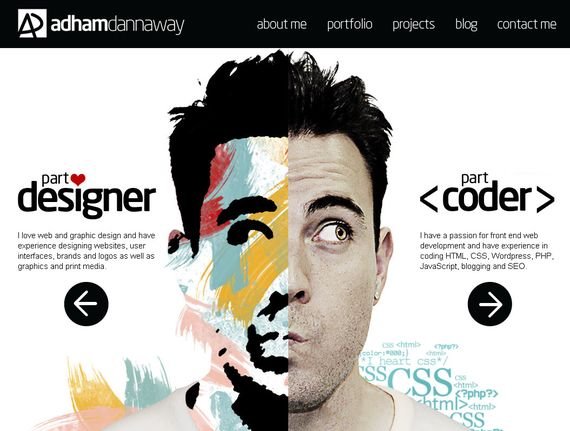 adhamdannaway
about me
portfolio
projects
blog
contact me
part
designer
I love web and graphic design and have
experience designing websites, user
interfaces, brands and logos as well as
graphics and print media.
part
<coder>
I have a passion for front end web
development and have experience in
coding HTML, CSS, Wordpress, PHP,
JavaScript, blogging and SEO.
css <html>
<?php?>
color:#000;}
<html>
*I heart css*/
css
CSS
css
<html>
<?php?>
html>
<html>